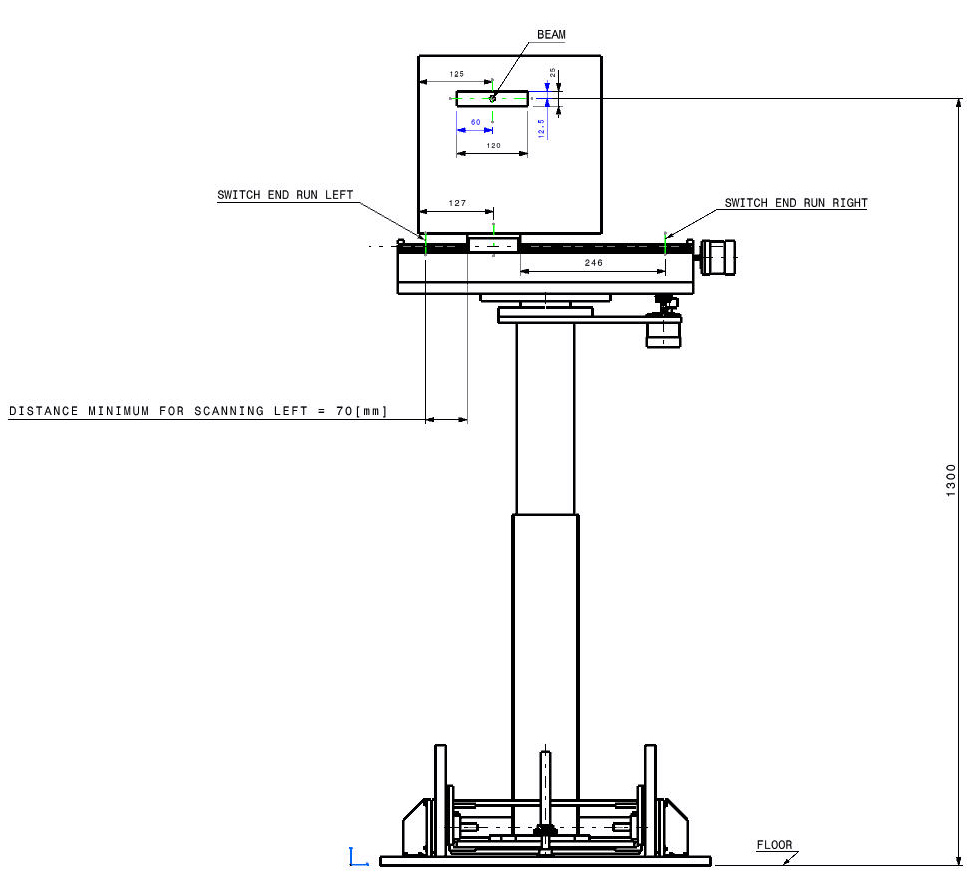 BEAM
125
25
60
12.5
120
SWITCH END RUN LEFT
127
SWITCH END RUN RIGHT
246
DISTANCE MINIMUM FOR SCANNING LEFT = 70[mm]
1300
FLOOR